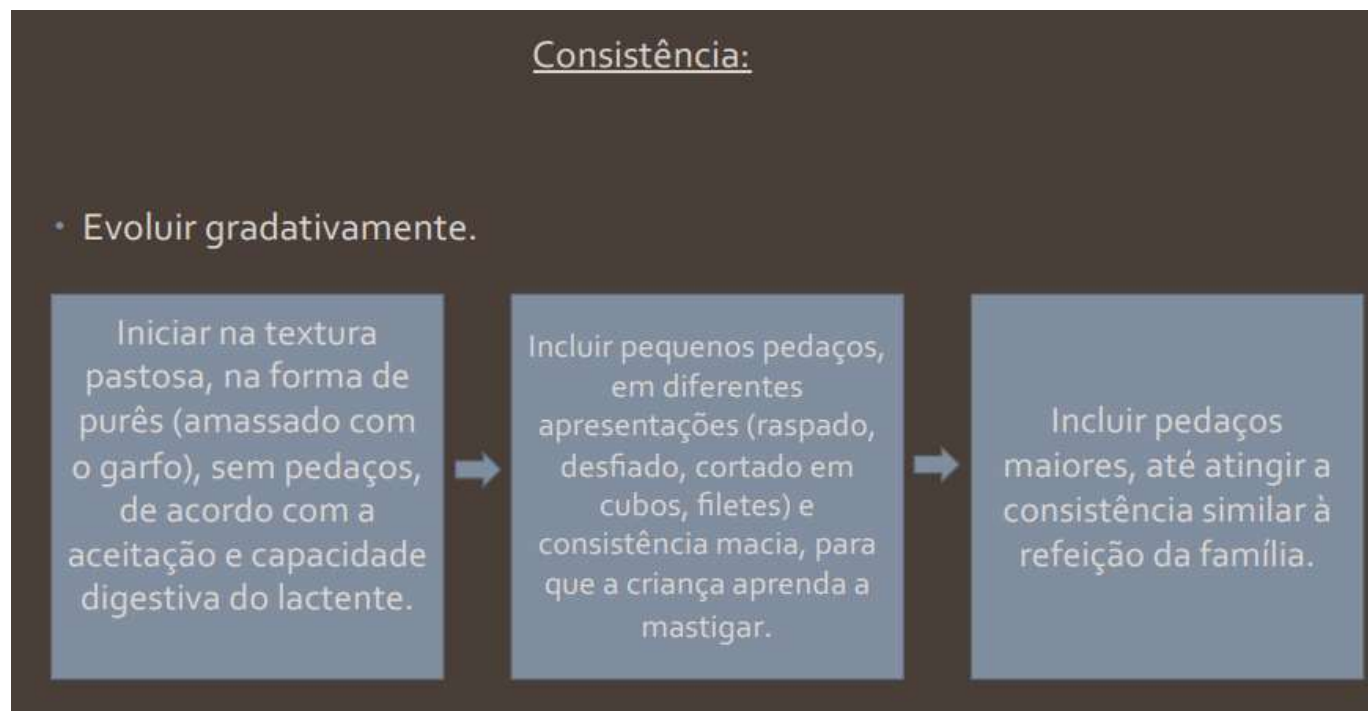 Consistência:
• Evoluir gradativamente.
Iniciar na textura
pastosa, na forma de
purês (amassado com
o garfo), sem pedaços,
de acordo com a
aceitação e capacidade
digestiva do lactente.
Incluir pequenos pedaços,
em diferentes
apresentações (raspado,
desfiado, cortado em
cubos, filetes) e
consistência macia, para
que a criança aprenda a
mastigar.
Incluir pedaços
maiores, até atingir a
consistência similar à
refeição da família.